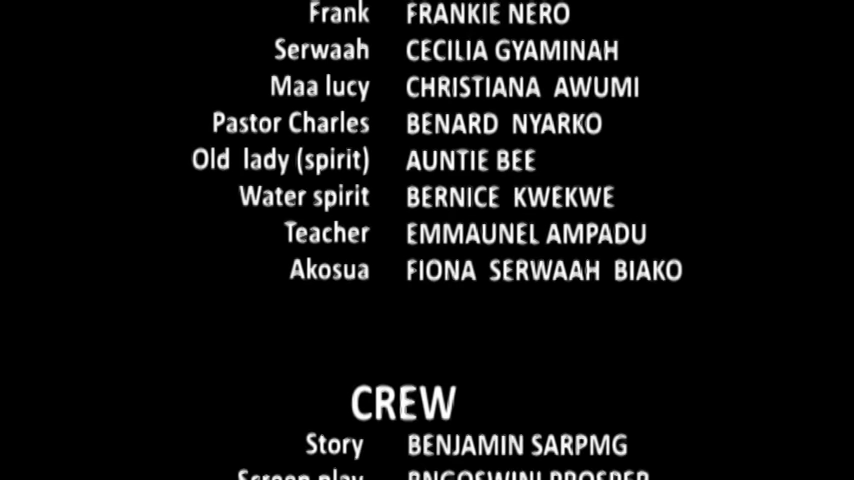 Frank FRANKIE NERO
Serwaah CECILIA GYAMINAH
Maa lucy CHRISTIANA AWUMI
Pastor Charles BENARD NYARKO
Old lady (spirit) AUNTIE BEE
Water spirit BERNICE KWEKWE
Teacher EMMAUNEL AMPADU
Akosua FIONA SERWAAH BIAKO
CREW
Story BENJAMIN SARPMG
Screen play PROSPER